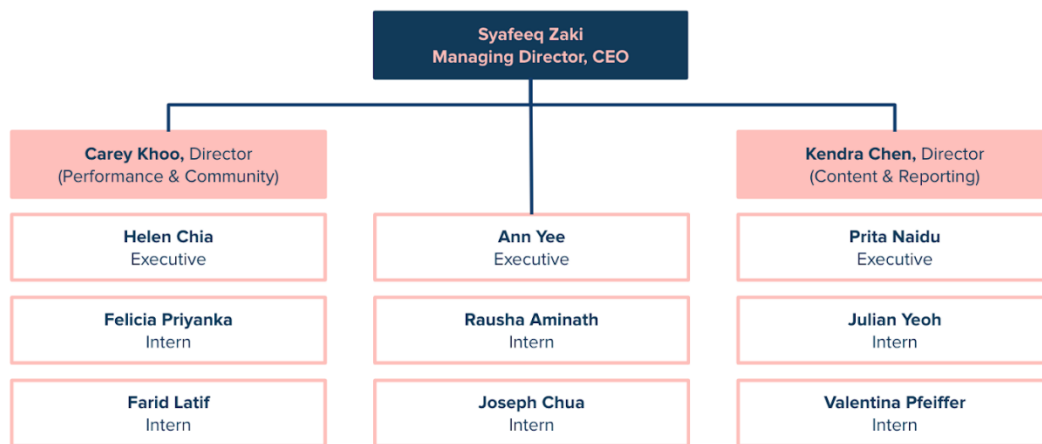 Syafeeq Zaki
Managing Director, CEO
Carey Khoo, Director
(Performance & Community)
Kendra Chen, Director
(Content & Reporting)
Helen Chia
Executive
Ann Yee
Executive
Prita Naidu
Executive
Felicia Priyanka
Intern
Rausha Aminath
Intern
Julian Yeoh
Intern
Farid Latif
Intern
Joseph Chua
Intern
Valentina Pfeiffer
Intern